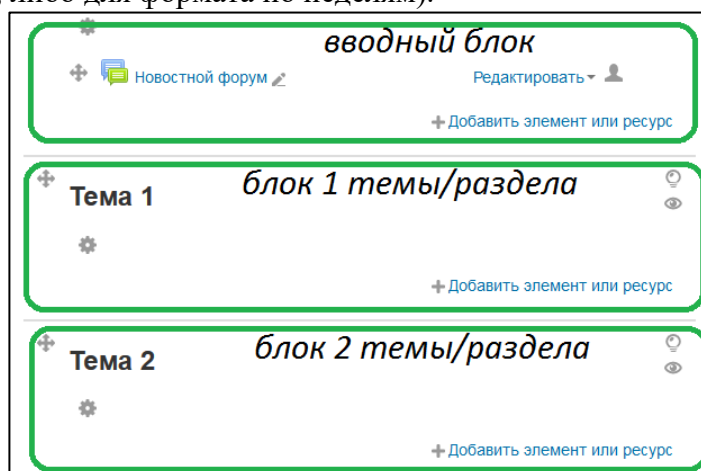 либо для формата по неделям).
вводный блок
Новостной форум
Редактировать
Добавить элемент или ресурс
Тема 1
блок 1 темы/раздела
Добавить элемент или ресурс
Тема 2
блок 2 темы/раздела
Добавить элемент или ресурс